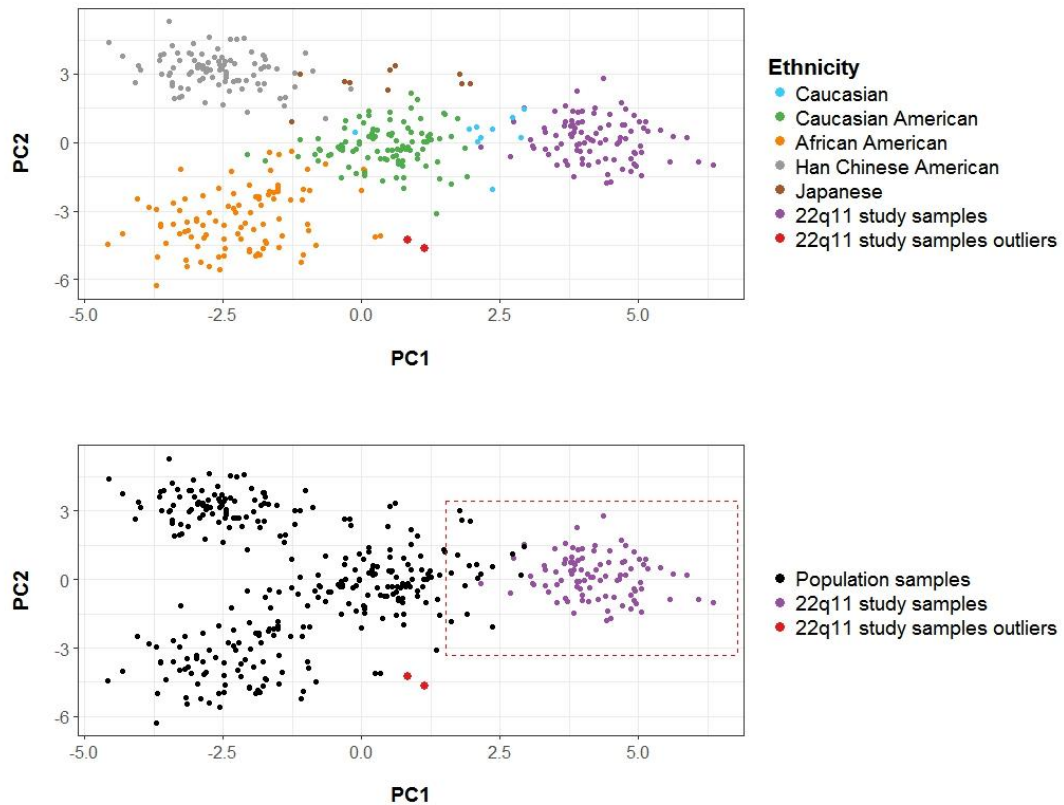 3
0
-3
-6
PC2
-5.0
-2.5
0.0
2.5
5.0
PC1
Ethnicity
Caucasian
Caucasian American
African American
Han Chinese American
Japanese
22q11 study samples
22q11 study samples outliers
3
0
-3
-6
PC2
-5.0
-2.5
0.0
2.5
5.0
PC1
Population samples
22q11 study samples
22q11 study samples outliers